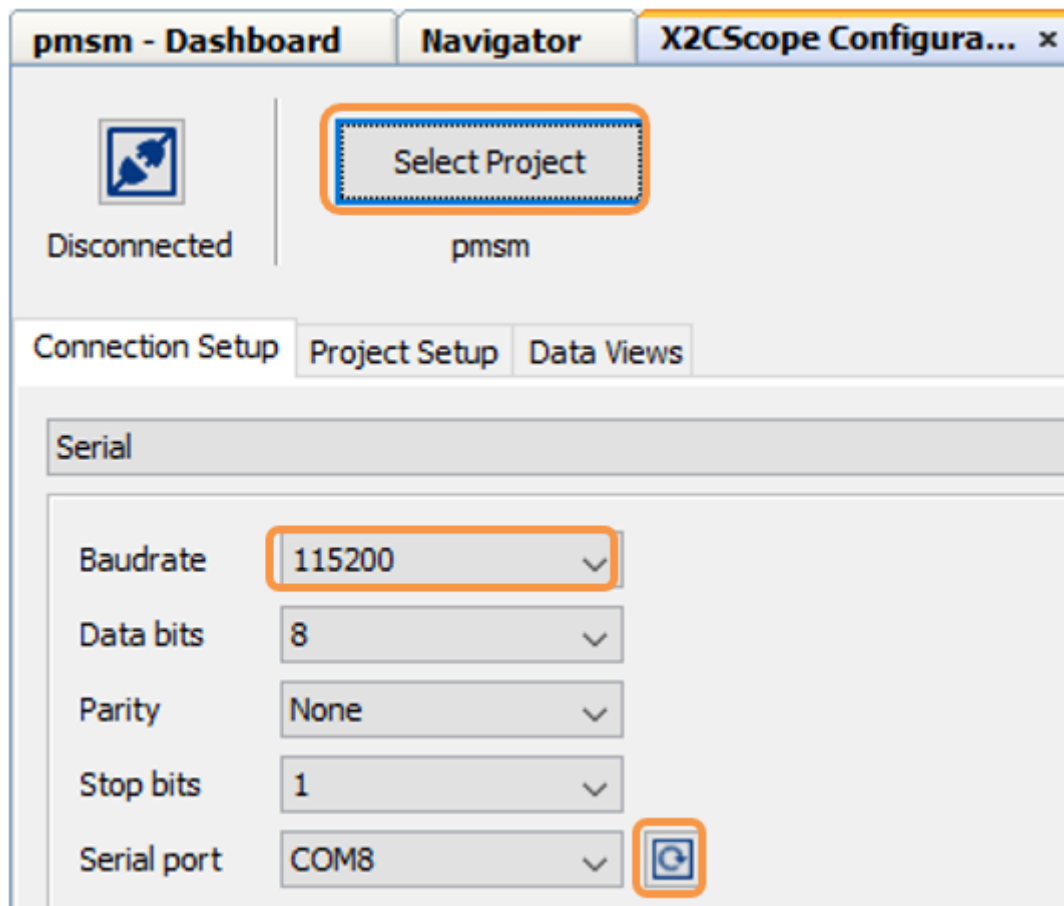 pmsm - Dashboard
Navigator
X2CScope Configura... ×
Select Project
Disconnected
pmsm
Connection Setup
Project Setup
Data Views
Serial
Baudrate 115200
Data bits 8
Parity None
Stop bits 1
Serial port COM8